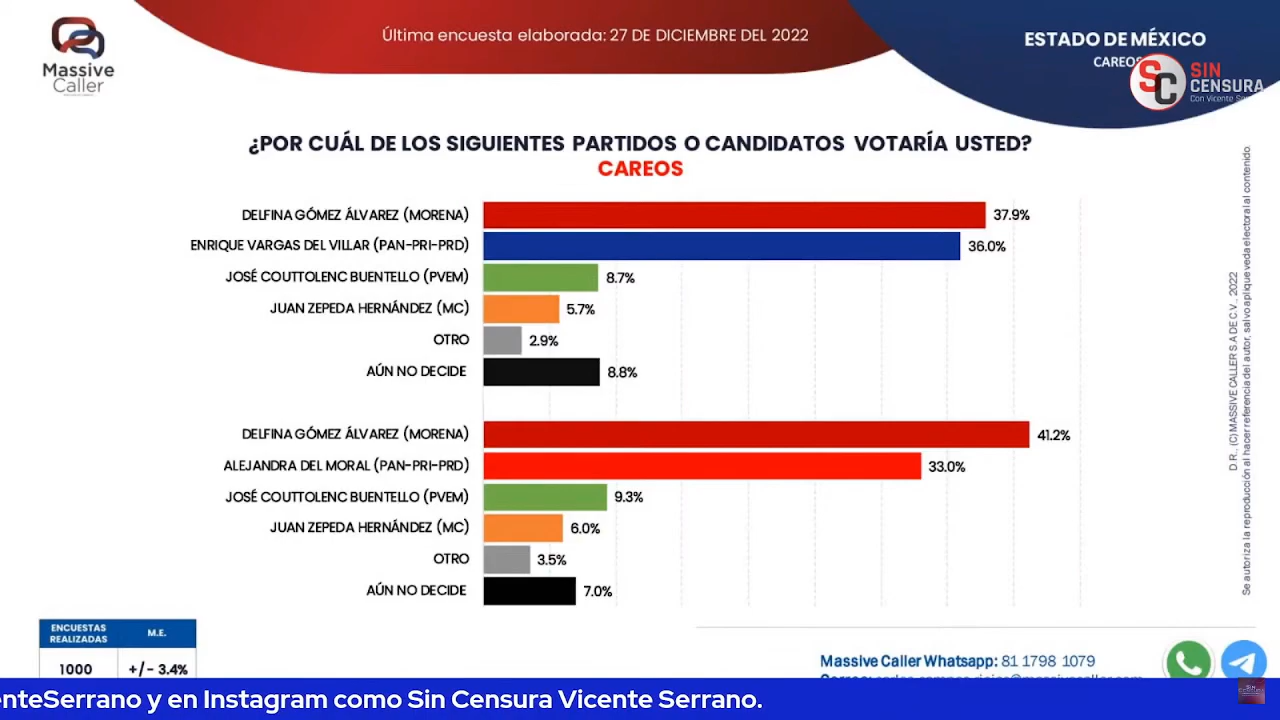 Massive
Caller
Última encuesta elaborada: 27 DE DICIEMBRE DEL 2022
ESTADO DE MÉXICO
CAREOS
SC SIN
CENSURA
Con Vicente
¿POR CUÁL DE LOS SIGUIENTES PARTIDOS O CANDIDATOS VOTARÍA USTED?
CAREOS
DELFINA GÓMEZ ÁLVAREZ (MORENA) 37.9%
ENRIQUE VARGAS DEL VILLAR (PAN-PRI-PRD) 36.0%
JOSÉ COUTTOLENC BUENTELLO (PVEM) 8.7%
JUAN ZEPEDA HERNÁNDEZ (MC) 5.7%
OTRO 2.9%
AÚN NO DECIDE 8.8%
DELFINA GÓMEZ ÁLVAREZ (MORENA) 41.2%
ALEJANDRA DEL MORAL (PAN-PRI-PRD) 33.0%
JOSÉ COUTTOLENC BUENTELLO (PVEM) 9.3%
JUAN ZEPEDA HERNÁNDEZ (MC) 6.0%
OTRO 3.5%
AÚN NO DECIDE 7.0%
D.R., (C) MASSIVE CALLER S.A DE C.V., 2022
Se autoriza la reproducción al hacer referencia del autor, salvo aplique veda electoral al contenido.
ENCUESTAS
REALIZADAS M.E.
1000 +/- 3.4%
Massive Caller Whatsapp: 81 1798 1079
enteSerrano y en Instagram como Sin Censura Vicente Serrano.